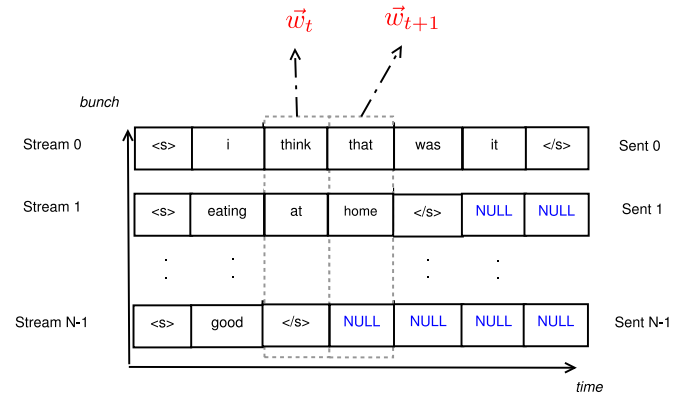 w⃗t w⃗t+1
bunch
Stream 0 <s> i think that was it </s> Sent 0
Stream 1 <s> eating at home </s> NULL NULL Sent 1
Stream N-1 <s> good </s> NULL NULL NULL NULL Sent N-1
time